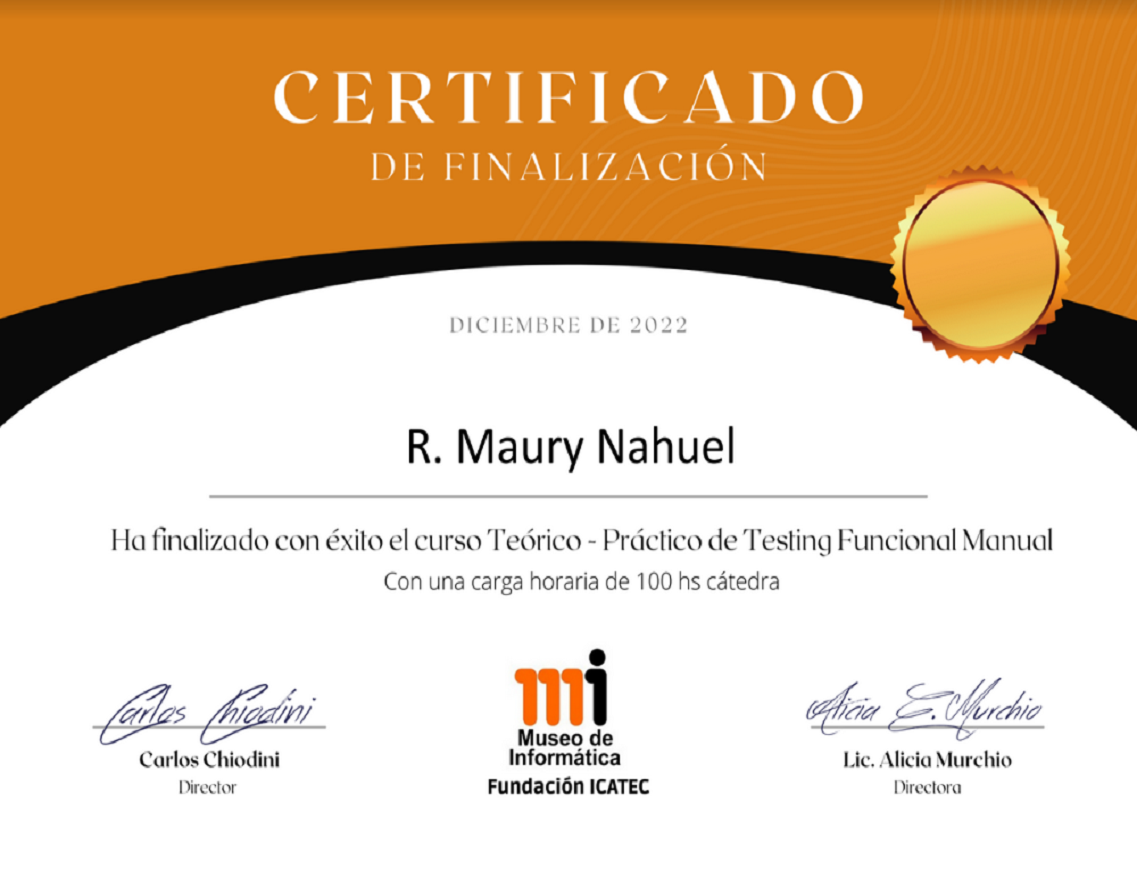 CERTIFICADO
DE FINALIZACIÓN
DICIEMBRE DE 2022
R. Maury Nahuel
Ha finalizado con éxito el curso Teórico - Práctico de Testing Funcional Manual
Con una carga horaria de 100 hs cátedra
Carlos Chiodini
Carlos Chiodini
Director
mi
Museo de
Informática
Fundación ICATEC
Alicia E. Murchio
Lic. Alicia Murchio
Directora